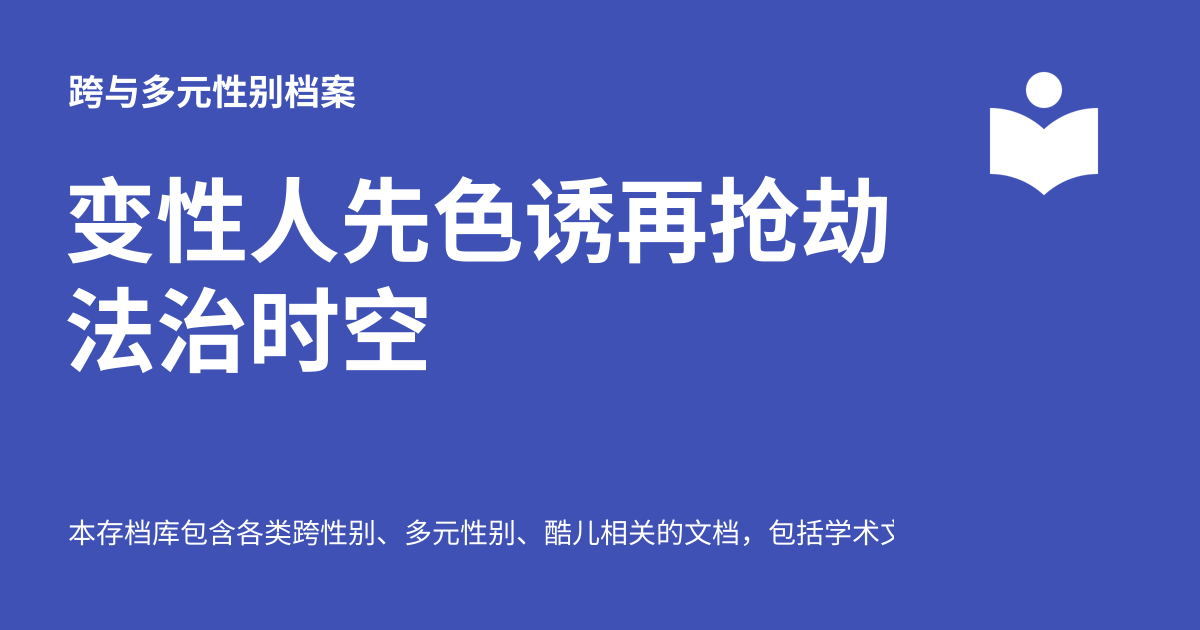 跨与多元性别档案
变性人先色诱再抢劫
法治时空
本存档库包含各类跨性别、多元性别、酷儿相关的文档，包括学术